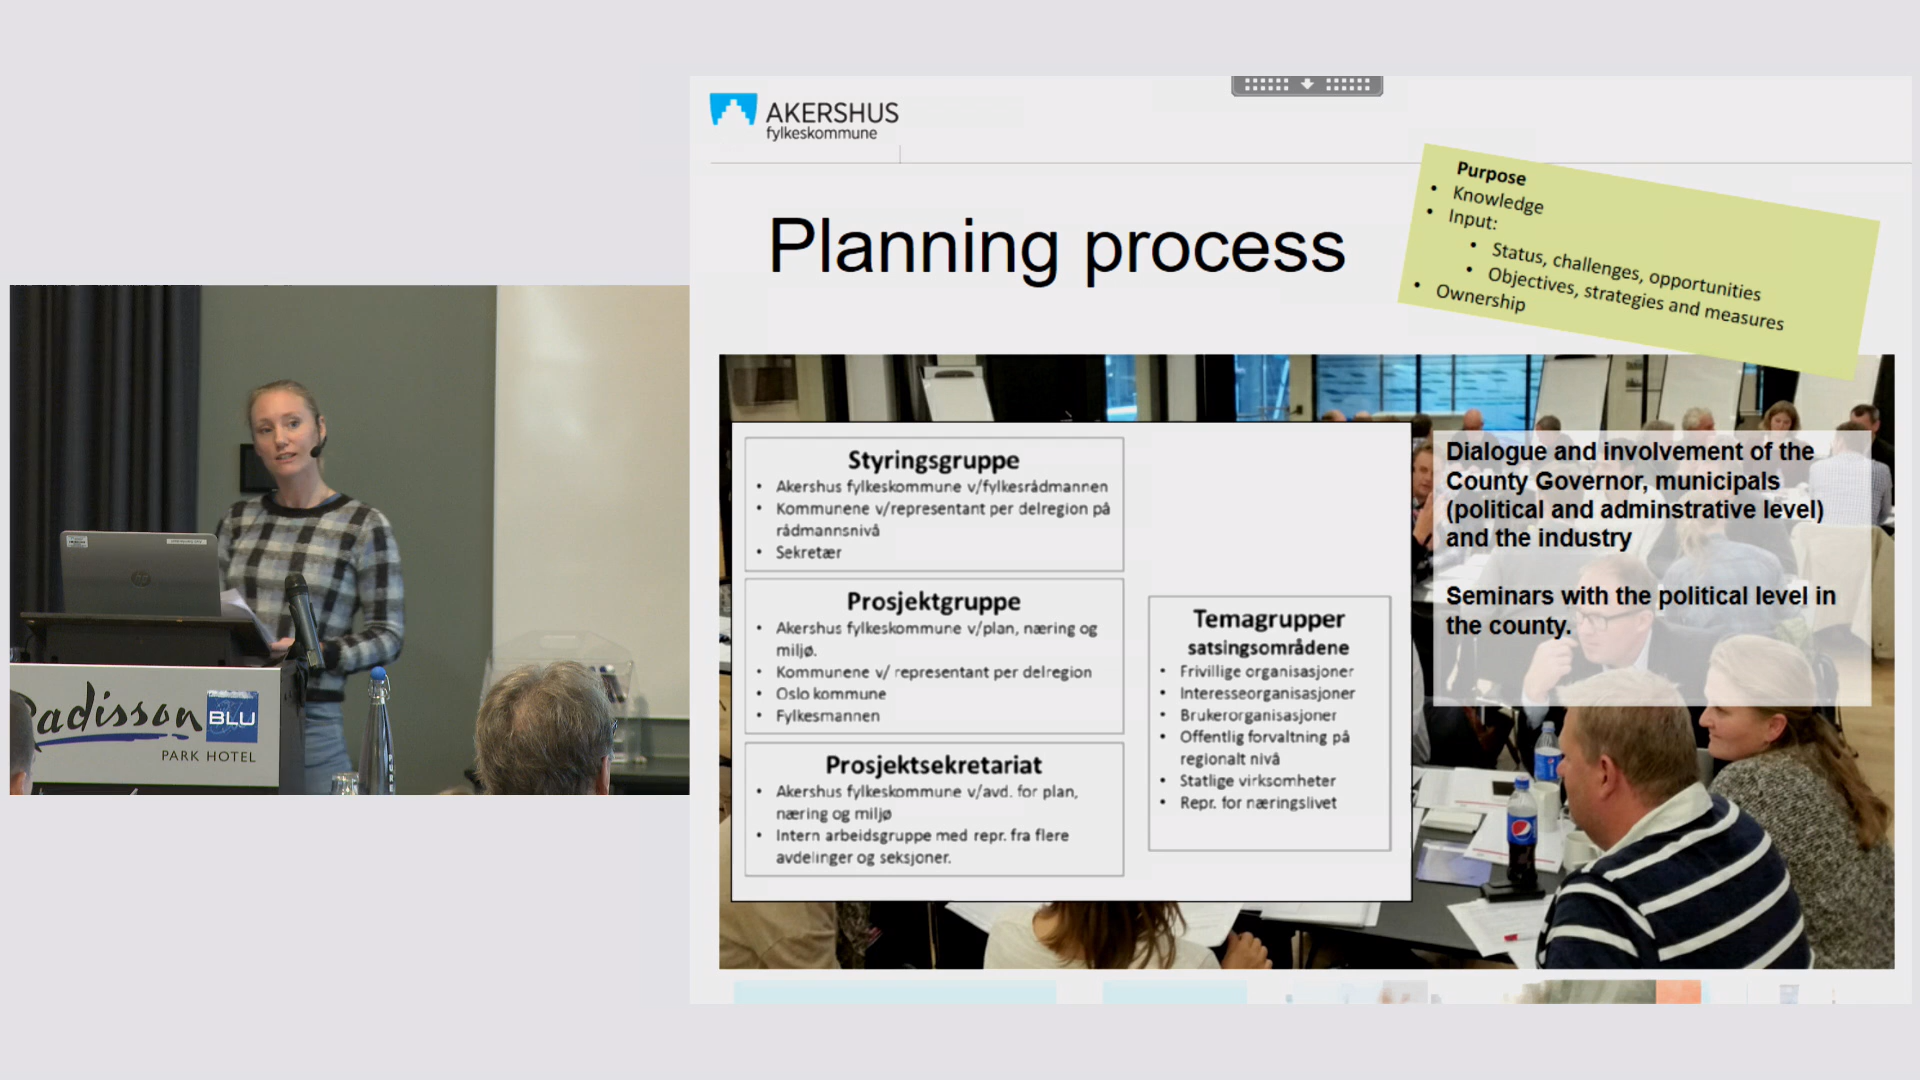 AKERSHUS
fylkeskommune
Planning process
Purpose
• Knowledge
• Input:
• Status, challenges, opportunities
• Objectives, strategies and measures
• Ownership
Styringsgruppe
• Akershus fylkeskommune v/fylkesrådmannen
• Kommunene v/representant per delregion på
rådmannsnivå
• Sekretær
Prosjektgruppe
• Akershus fylkeskommune v/plan, næring og
miljø.
• Kommunene v/ representant per delregion
• Oslo kommune
• Fylkesmannen
Prosjektsekretariat
• Akershus fylkeskommune v/avd. for plan,
næring og miljø
• Intern arbeidsgruppe med repr. fra flere
avdelinger og seksjoner.
Temagrupper
satsingsområdene
• Frivillige organisasjoner
• Interesseorganisasjoner
• Brukerorganisasjoner
• Offentlig forvaltning på
regionalt nivå
• Statlige virksomheter
• Repr. for næringslivet
Dialogue and involvement of the
County Governor, municipals
(political and adminstrative level)
and the industry
Seminars with the political level in
the county.
Radisson BLU
PARK HOTEL